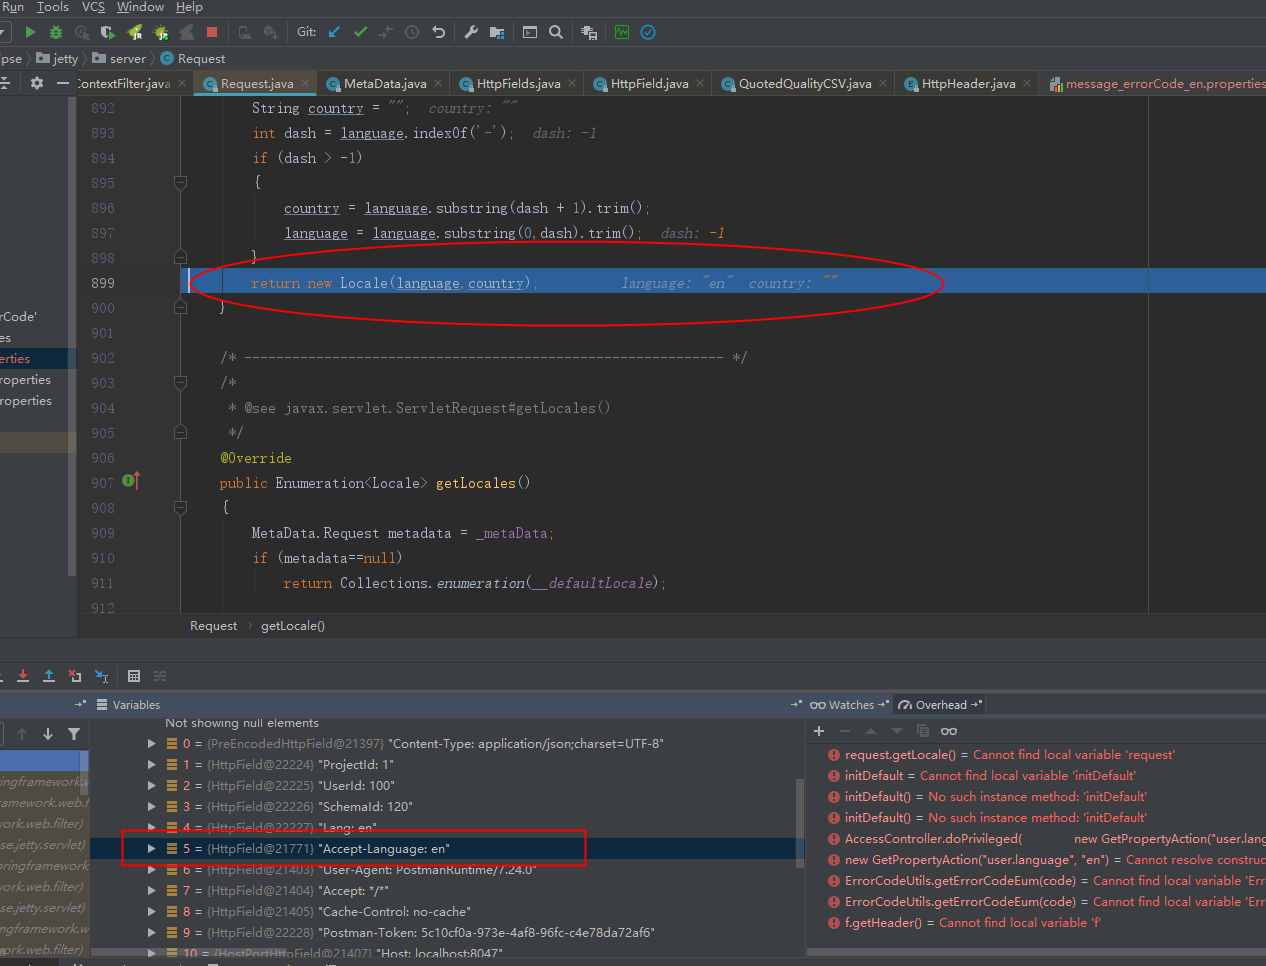 Run Tools VCS Window Help
Git:
ipse jetty server Request
ContextFilter.java Request.java MetaData.java HttpFields.java HttpField.java QuotedQualityCSV.java HttpHeader.java message_errorCode_en.properties
892 String country = ""; country: ""
893 int dash = language.indexOf('-'); dash: -1
894 if (dash > -1)
895 {
896 country = language.substring(dash + 1).trim();
897 language = language.substring(0,dash).trim(); dash: -1
898 }
899 return new Locale(language,country); language: "en" country: ""
900 }
901
902 /* ------------------------------------------------------------ */
903 /*
904 * @see javax.servlet.ServletRequest#getLocales()
905 */
906 @Override
907 public Enumeration<Locale> getLocales()
908 {
909 MetaData.Request metadata = _metaData;
910 if (metadata==null)
911 return Collections.enumeration(__defaultLocale);
912
rCode'
es
erties
roperties
roperties
Request getLocale()
Variables
Not showing null elements
0 = {PreEncodedHttpField@21397} "Content-Type: application/json;charset=UTF-8"
1 = {HttpField@22224} "ProjectId: 1"
2 = {HttpField@22225} "UserId: 100"
3 = {HttpField@22226} "SchemaId: 120"
4 = {HttpField@22227} "Lang: en"
5 = {HttpField@21771} "Accept-Language: en"
6 = {HttpField@21403} "User-Agent: PostmanRuntime/7.24.0"
7 = {HttpField@21404} "Accept: */*"
8 = {HttpField@21405} "Cache-Control: no-cache"
9 = {HttpField@22228} "Postman-Token: 5c10cf0a-973e-4af8-96fc-c4e78da72af6"
10 = {HostPortHttpField@21407} "Host: localhost:8047"
ringframework.w
ramework.web.f
work.web.filter)
se.jetty.servlet)
pringframework
work.web.filter)
se.jetty.servlet)
ringframework.w
work.web.filter)
Watches Overhead
request.getLocale() = Cannot find local variable 'request'
initDefault = Cannot find local variable 'initDefault'
initDefault() = No such instance method: 'initDefault'
initDefault() = No such instance method: 'initDefault'
AccessController.doPrivileged( new GetPropertyAction("user.lang
new GetPropertyAction("user.language", "en") = Cannot resolve construc
ErrorCodeUtils.getErrorCodeEum(code) = Cannot find local variable 'Err
ErrorCodeUtils.getErrorCodeEum(code) = Cannot find local variable 'Err
f.getHeader() = Cannot find local variable 'f'